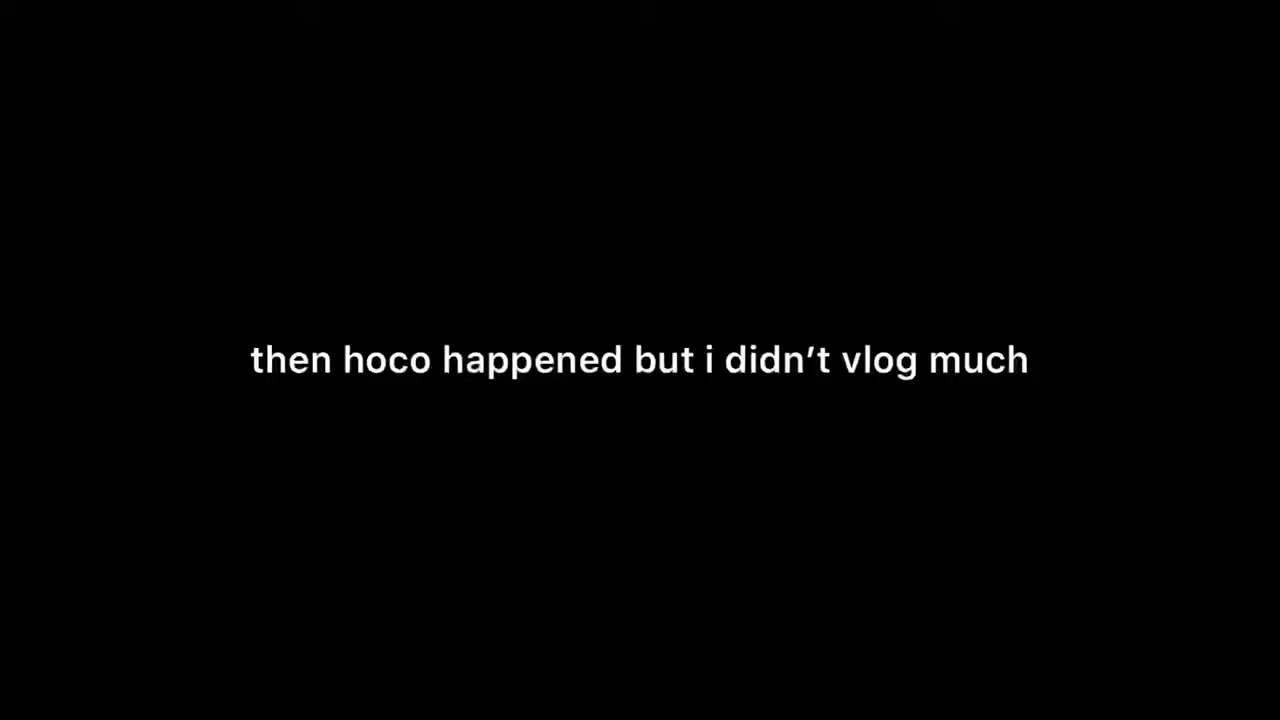 then hoco happened but i didn’t vlog much